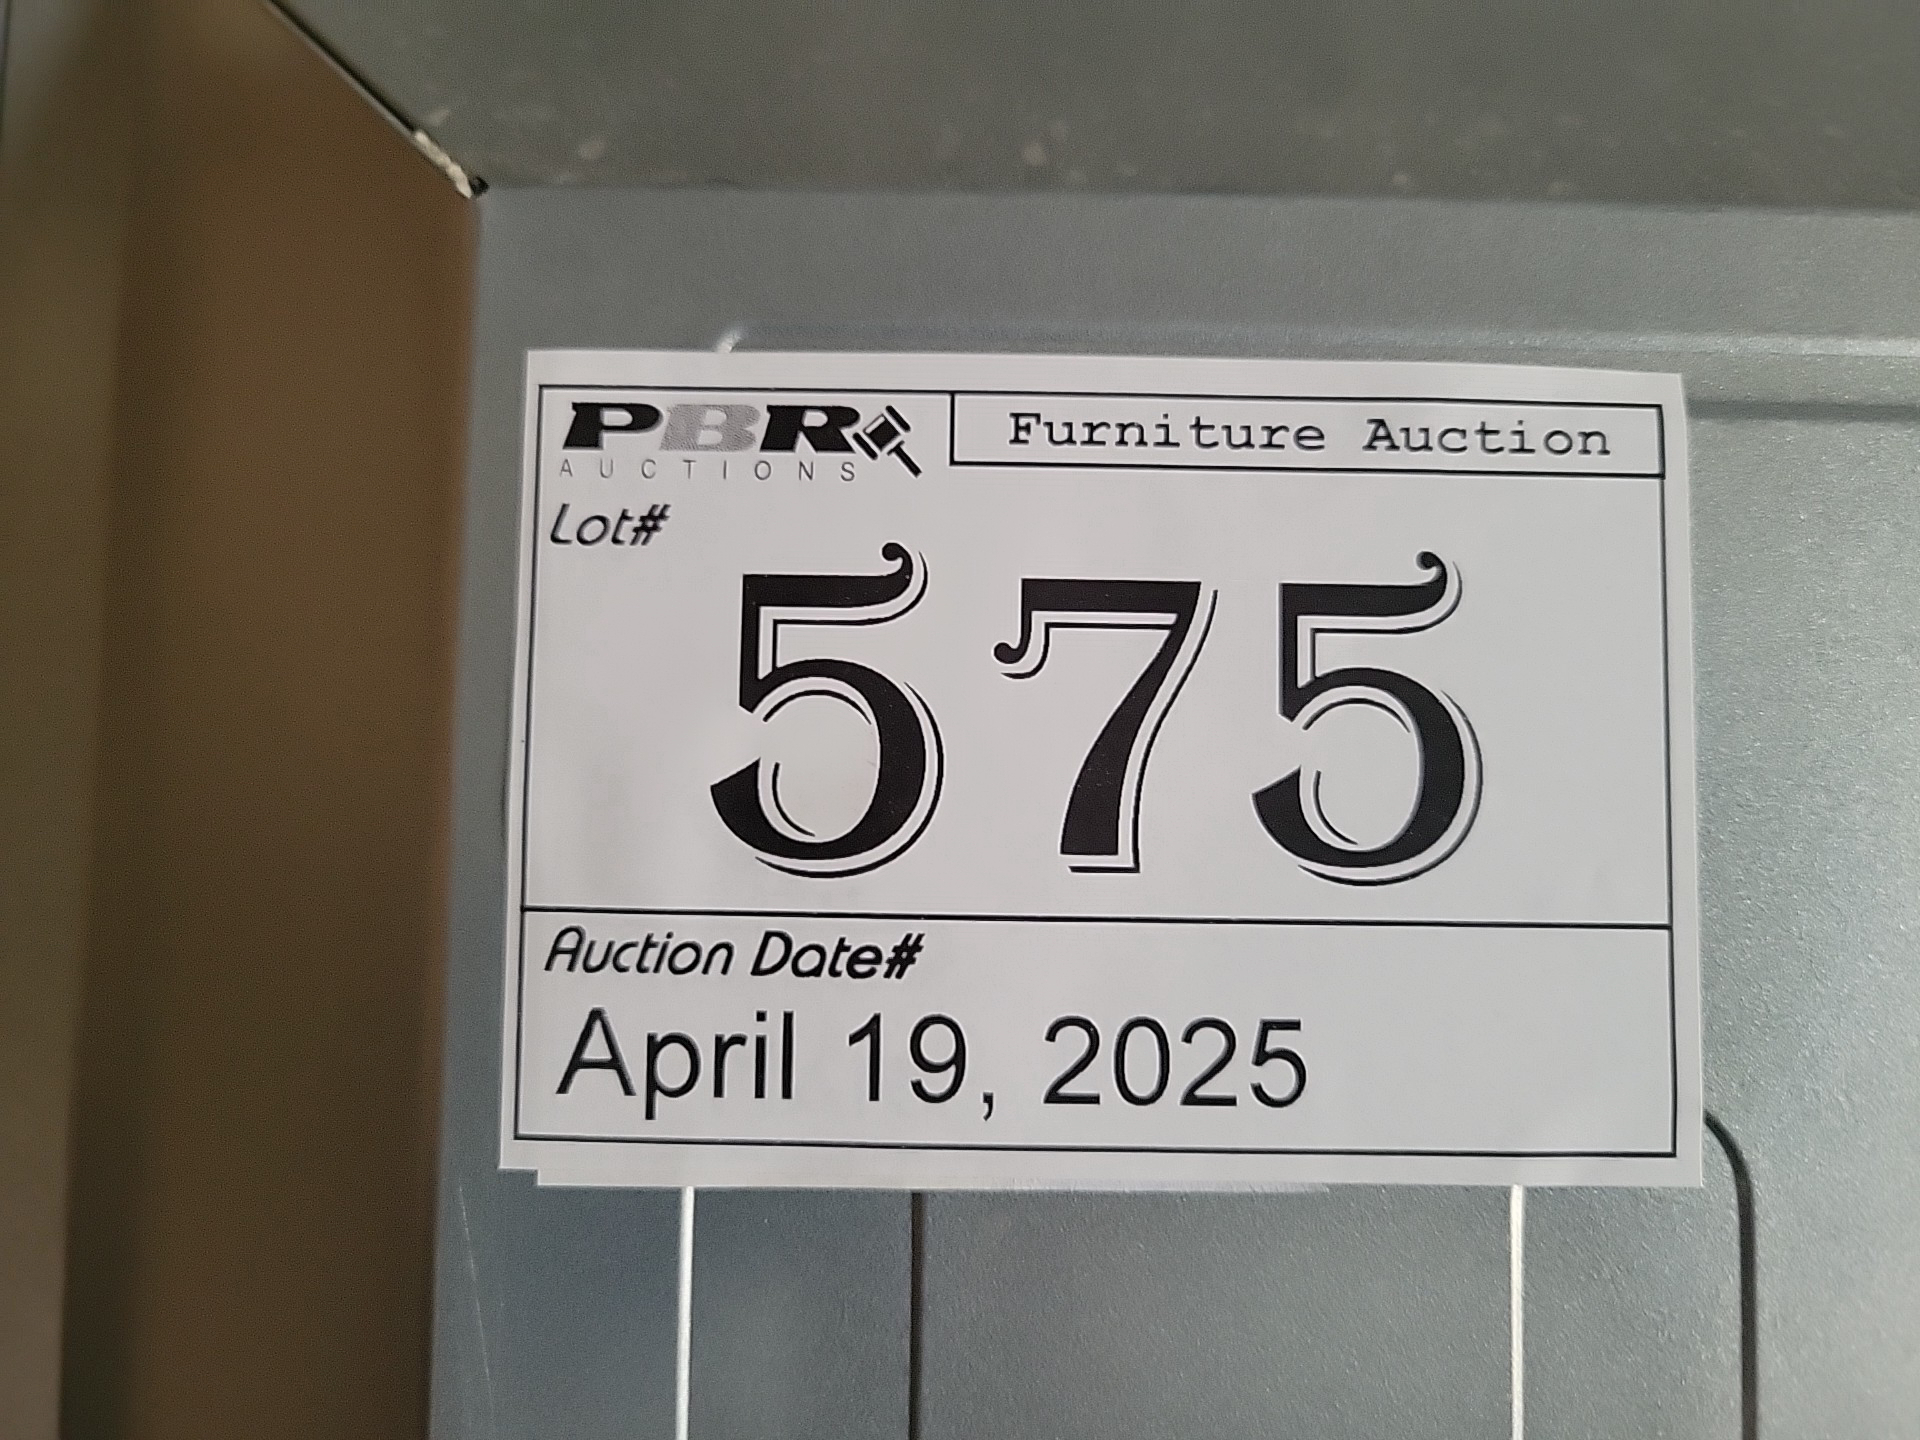 PBR
AUCTIONS
Furniture Auction
Lot#
575
Auction Date#
April 19, 2025